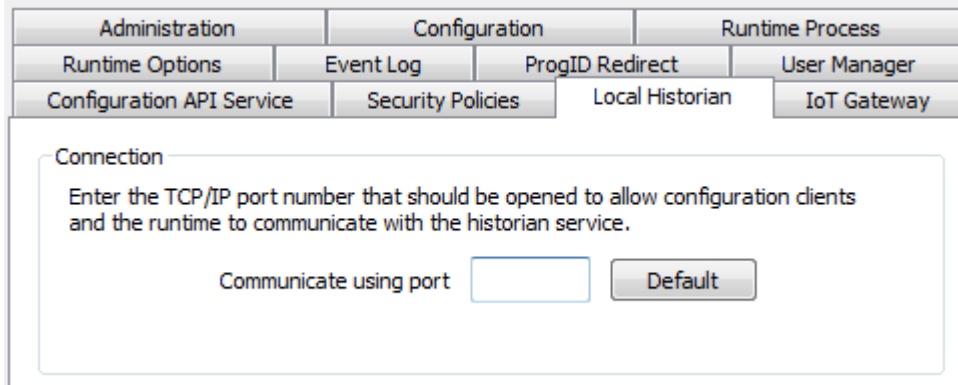 Administration Configuration Runtime Process
Runtime Options Event Log ProgID Redirect User Manager
Configuration API Service Security Policies Local Historian IoT Gateway
Connection
Enter the TCP/IP port number that should be opened to allow configuration clients
and the runtime to communicate with the historian service.
Communicate using port Default